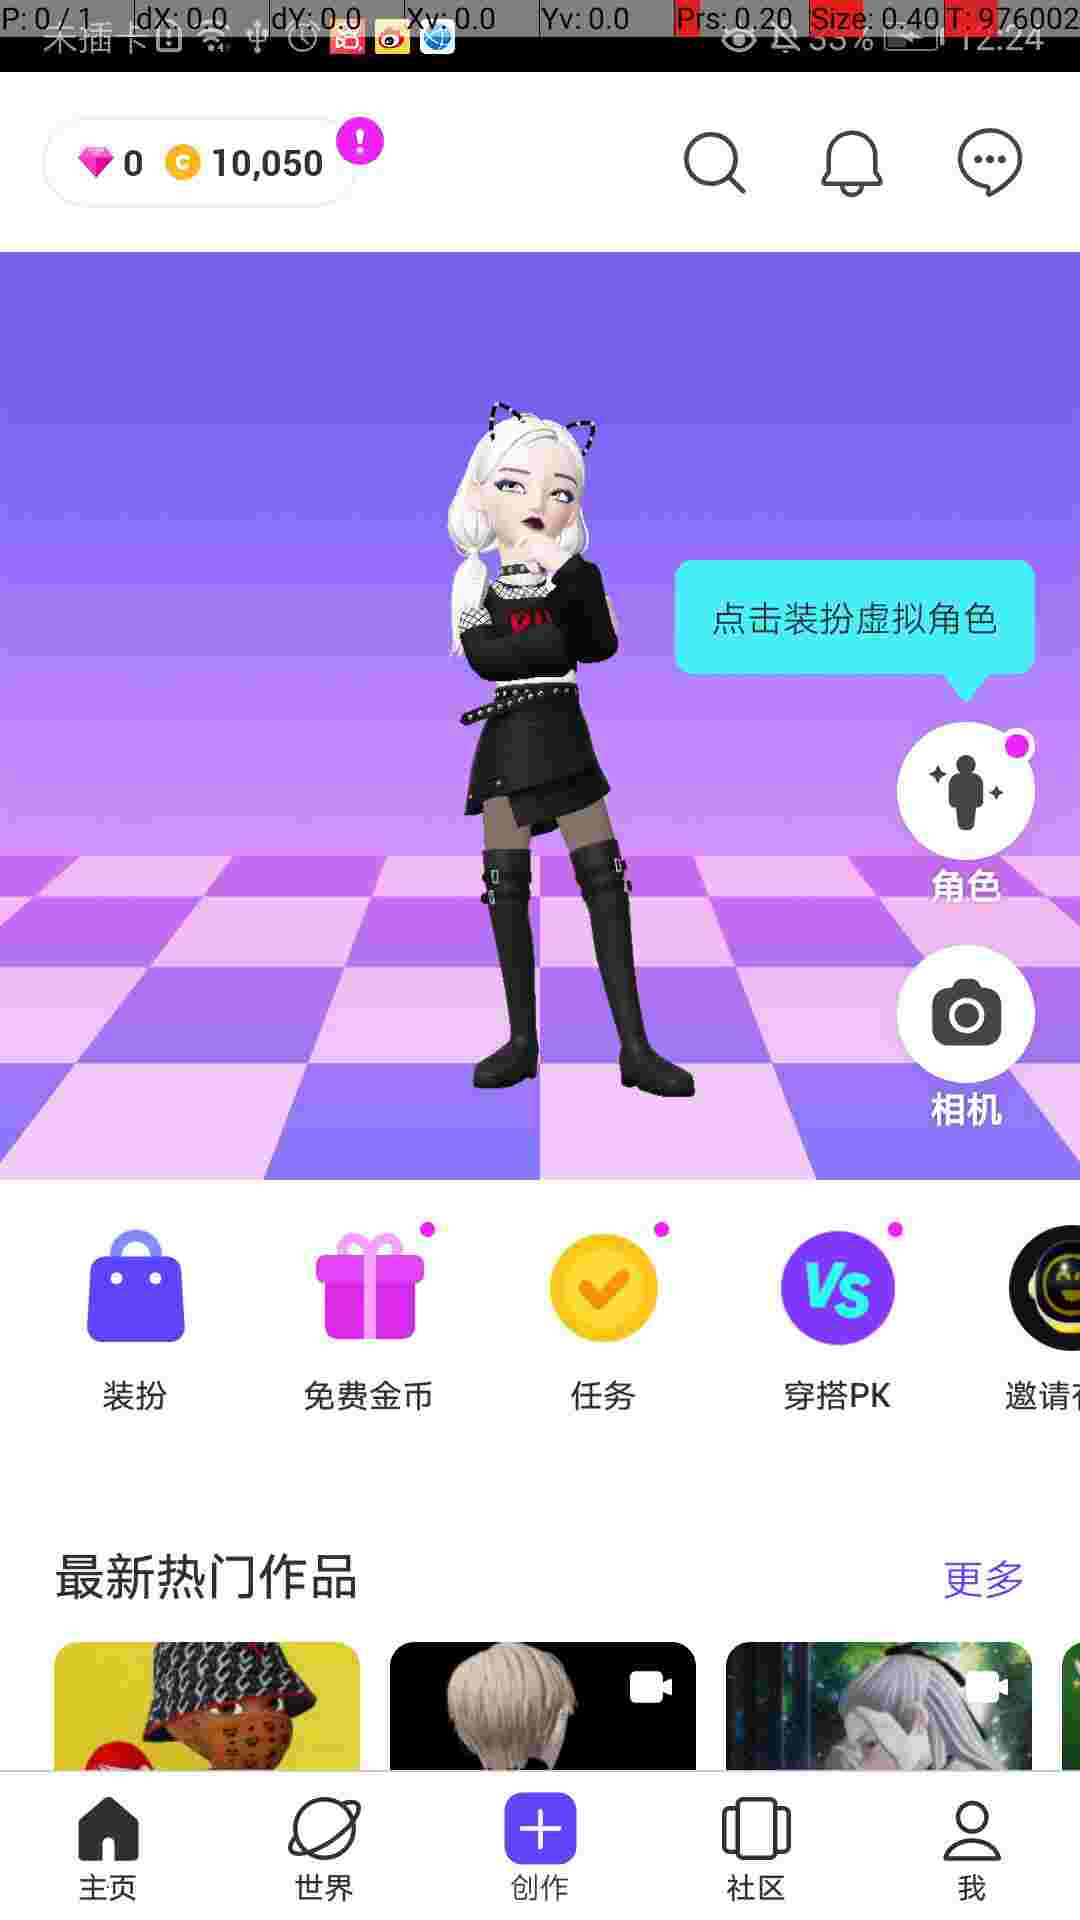 P: 0 / 1 dX: 0.0 dY: 0.0 Xv: 0.0 Yv: 0.0 Prs: 0.20 Size: 0.40 T: 976002
未插卡 33% 12:24
0 10,050
点击装扮虚拟角色
角色
相机
VS
装扮 免费金币 任务 穿搭PK 邀请
最新热门作品 更多
主页 世界 创作 社区 我